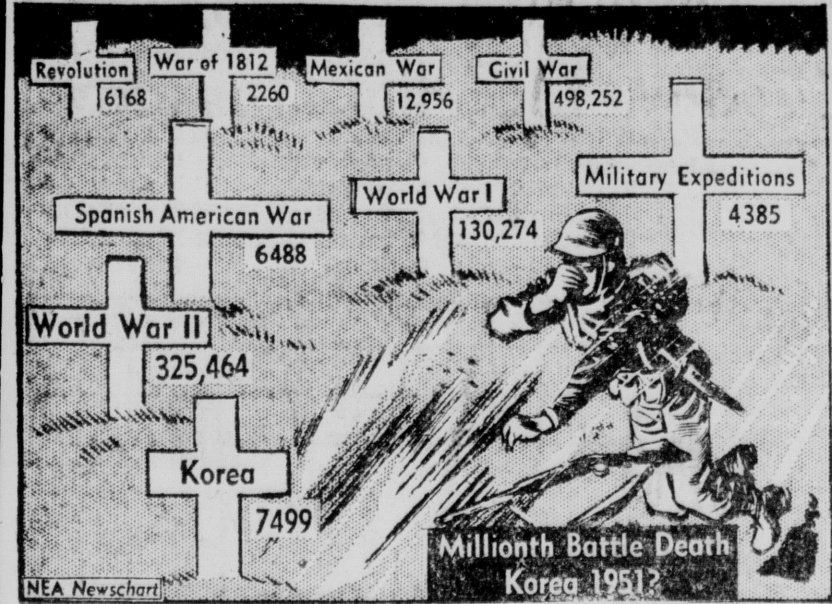 Revolution
6168
War of 1812
2260
Mexican War
12,956
Civil War
498,252
Spanish American War
6488
World War I
130,274
Military Expeditions
4385
World War II
325,464
Korea
7499
Millionth Battle Death
Korea 1951?
NEA Newschart